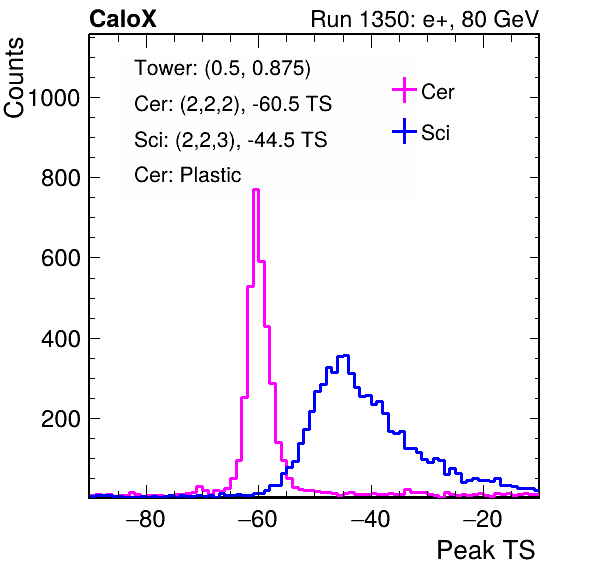 CaloX Run 1350: e+, 80 GeV
Counts
Tower: (0.5, 0.875)
Cer: (2,2,2), -60.5 TS
Sci: (2,2,3), -44.5 TS
Cer: Plastic
Cer
Sci
1000
800
600
400
200
−80 −60 −40 −20
Peak TS